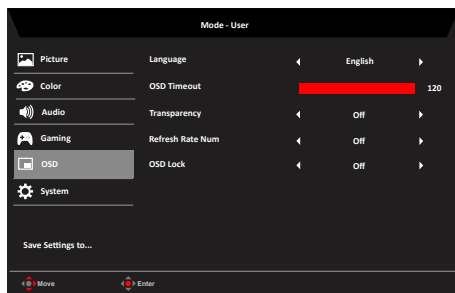 Mode - User
Picture
Language English
Color
OSD Timeout 120
Audio
Transparency Off
Gaming
Refresh Rate Num Off
OSD
OSD Lock Off
System
Save Settings to...
Move Enter